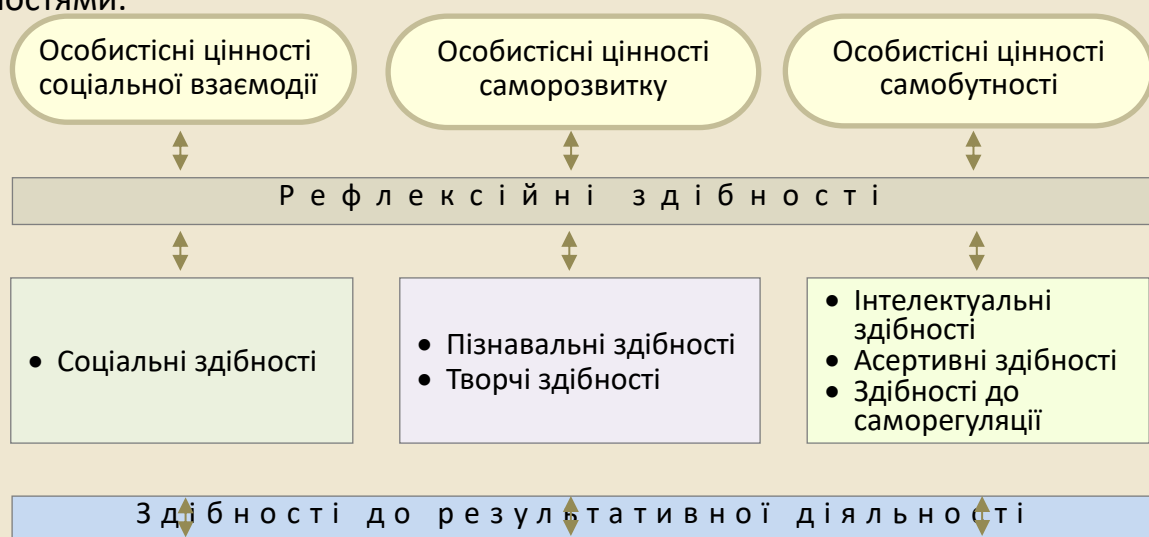 Особистісні цінності
соціальної взаємодії
Особистісні цінності
саморозвитку
Особистісні цінності
самобутності
Рефлексійні здібності
• Соціальні здібності
• Пізнавальні здібності
• Творчі здібності
• Інтелектуальні
здібності
• Асертивні здібності
• Здібності до
саморегуляції
Здібності до результативної діяльності